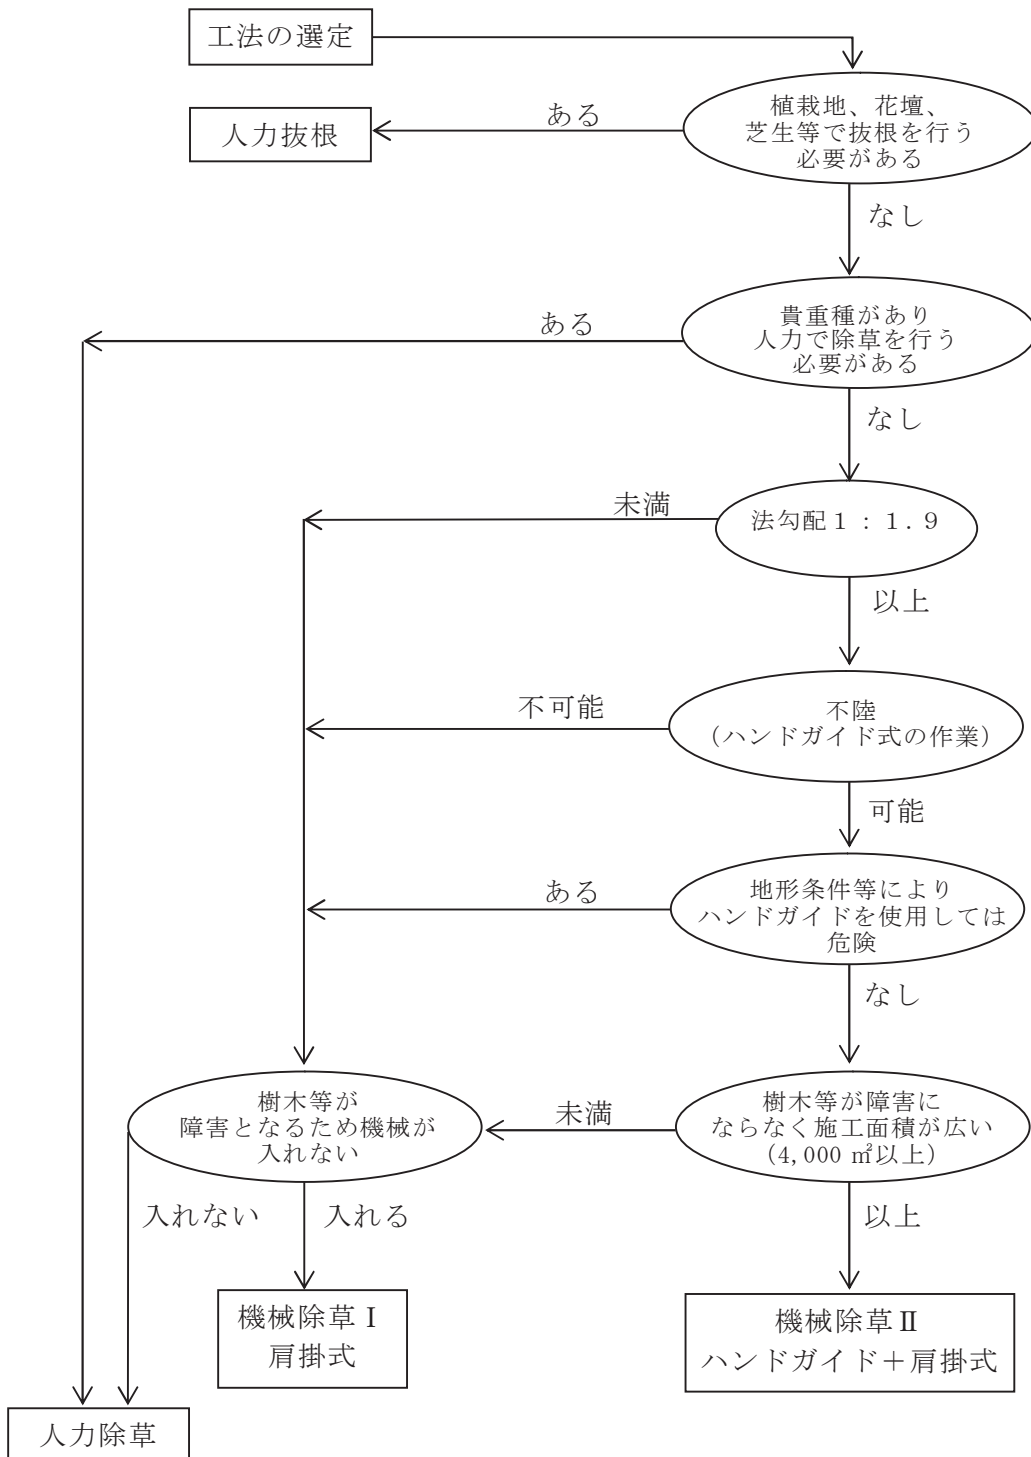 工法の選定
植栽地、花壇、
芝生等で抜根を行う
必要がある
ある
人力抜根
なし
貴重種があり
人力で除草を行う
必要がある
ある
なし
法勾配１：１.９
未満
以上
不陸
（ハンドガイド式の作業）
不可能
可能
地形条件等により
ハンドガイドを使用しては
危険
ある
なし
樹木等が障害に
ならなく施工面積が広い
（4,000 ㎡以上）
未満
樹木等が
障害となるため機械が
入れない
入れない
入れる
以上
機械除草Ⅰ
肩掛式
機械除草Ⅱ
ハンドガイド＋肩掛式
人力除草